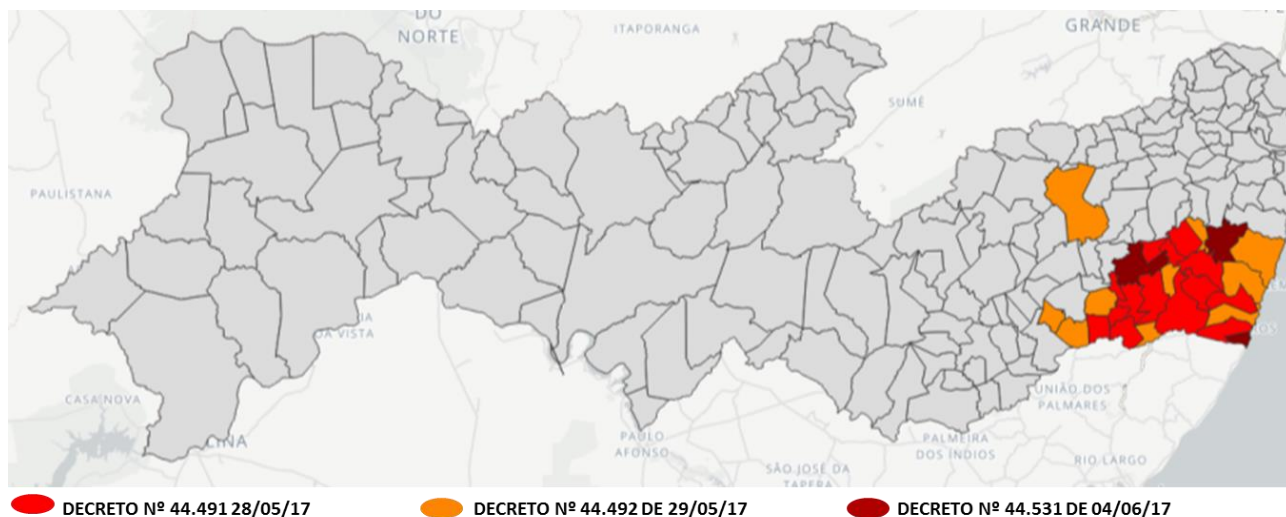 DO
NORTE
ITAPORANGA
GRANDE
SUMÉ
PAULISTANA
DA VISTA
CASA NOVA
PAULO
AFONSO
SÃO JOSÉ DA
TAPERA
PALMEIRA
DOS ÍNDIOS
UNIÃO DOS
PALMARES
RIO LARGO
DECRETO Nº 44.491 28/05/17
DECRETO Nº 44.492 DE 29/05/17
DECRETO Nº 44.531 DE 04/06/17